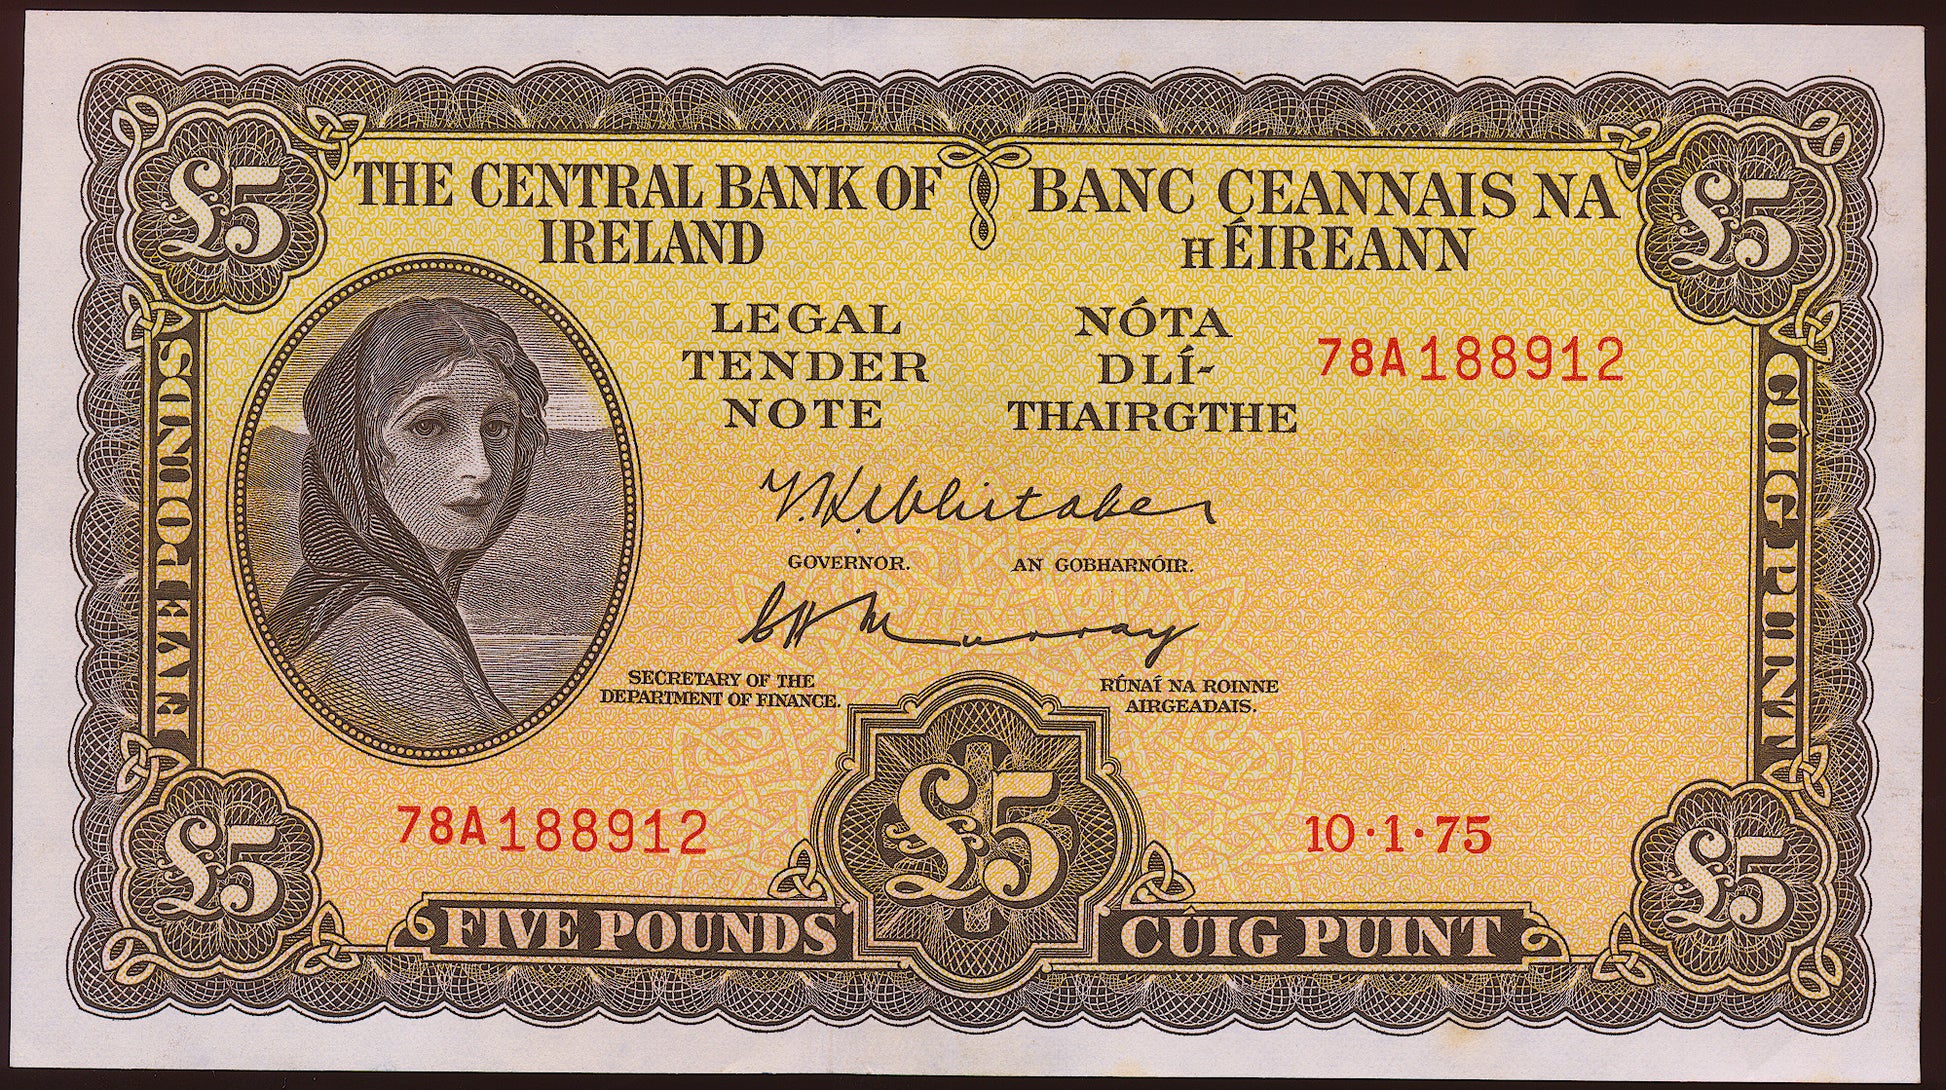 £5
THE CENTRAL BANK OF
IRELAND
BANC CEANNAIS NA
hÉIREANN
£5
LEGAL
TENDER
NOTE
NÓTA
DLÍ-
THAIRGTHE
78A188912
FIVE POUNDS
CÚIG PUINT
T.K.Whitaker
GOVERNOR. AN GOBHARNÓIR.
C H Murray
SECRETARY OF THE
DEPARTMENT OF FINANCE.
RÚNAÍ NA ROINNE
AIRGEADAIS.
78A188912
£5
10·1·75
£5
FIVE POUNDS
CÚIG PUINT
£5